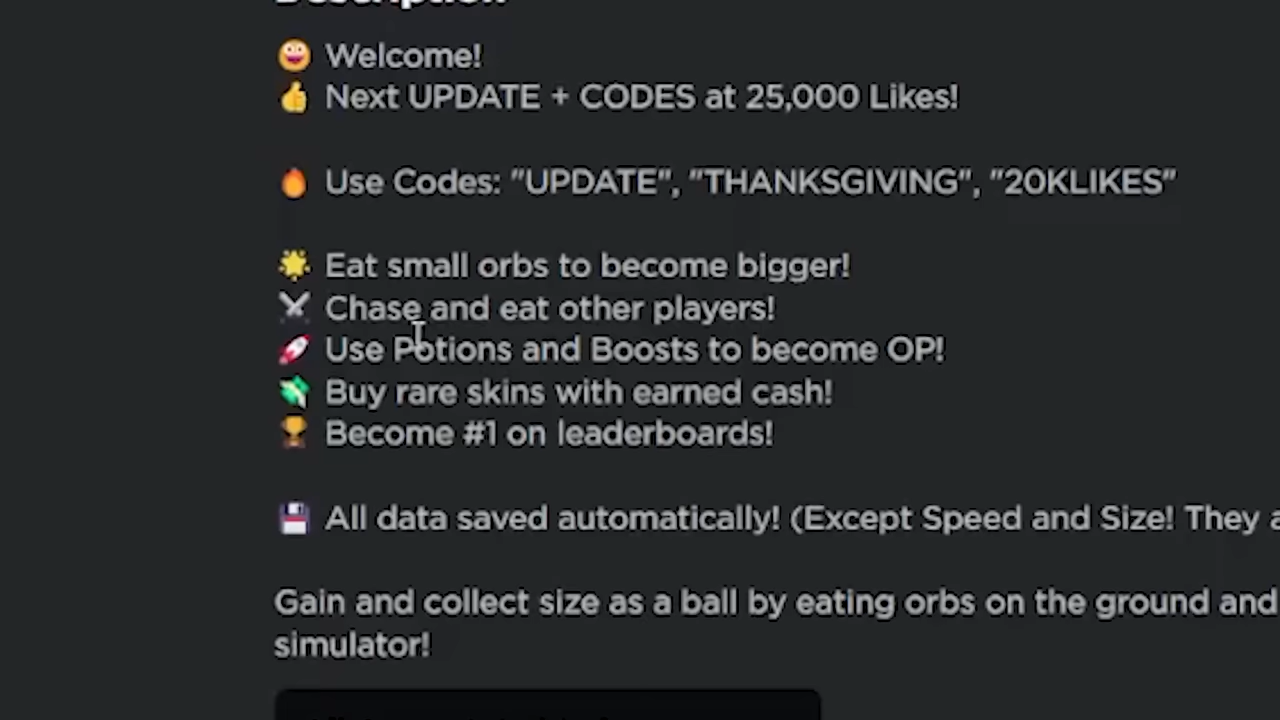 Description
😀 Welcome!
👍 Next UPDATE + CODES at 25,000 Likes!
🔥 Use Codes: "UPDATE", "THANKSGIVING", "20KLIKES"
🌟 Eat small orbs to become bigger!
⚔️ Chase and eat other players!
🚀 Use Potions and Boosts to become OP!
💸 Buy rare skins with earned cash!
🏆 Become #1 on leaderboards!
💾 All data saved automatically! (Except Speed and Size! They
Gain and collect size as a ball by eating orbs on the ground and
simulator!